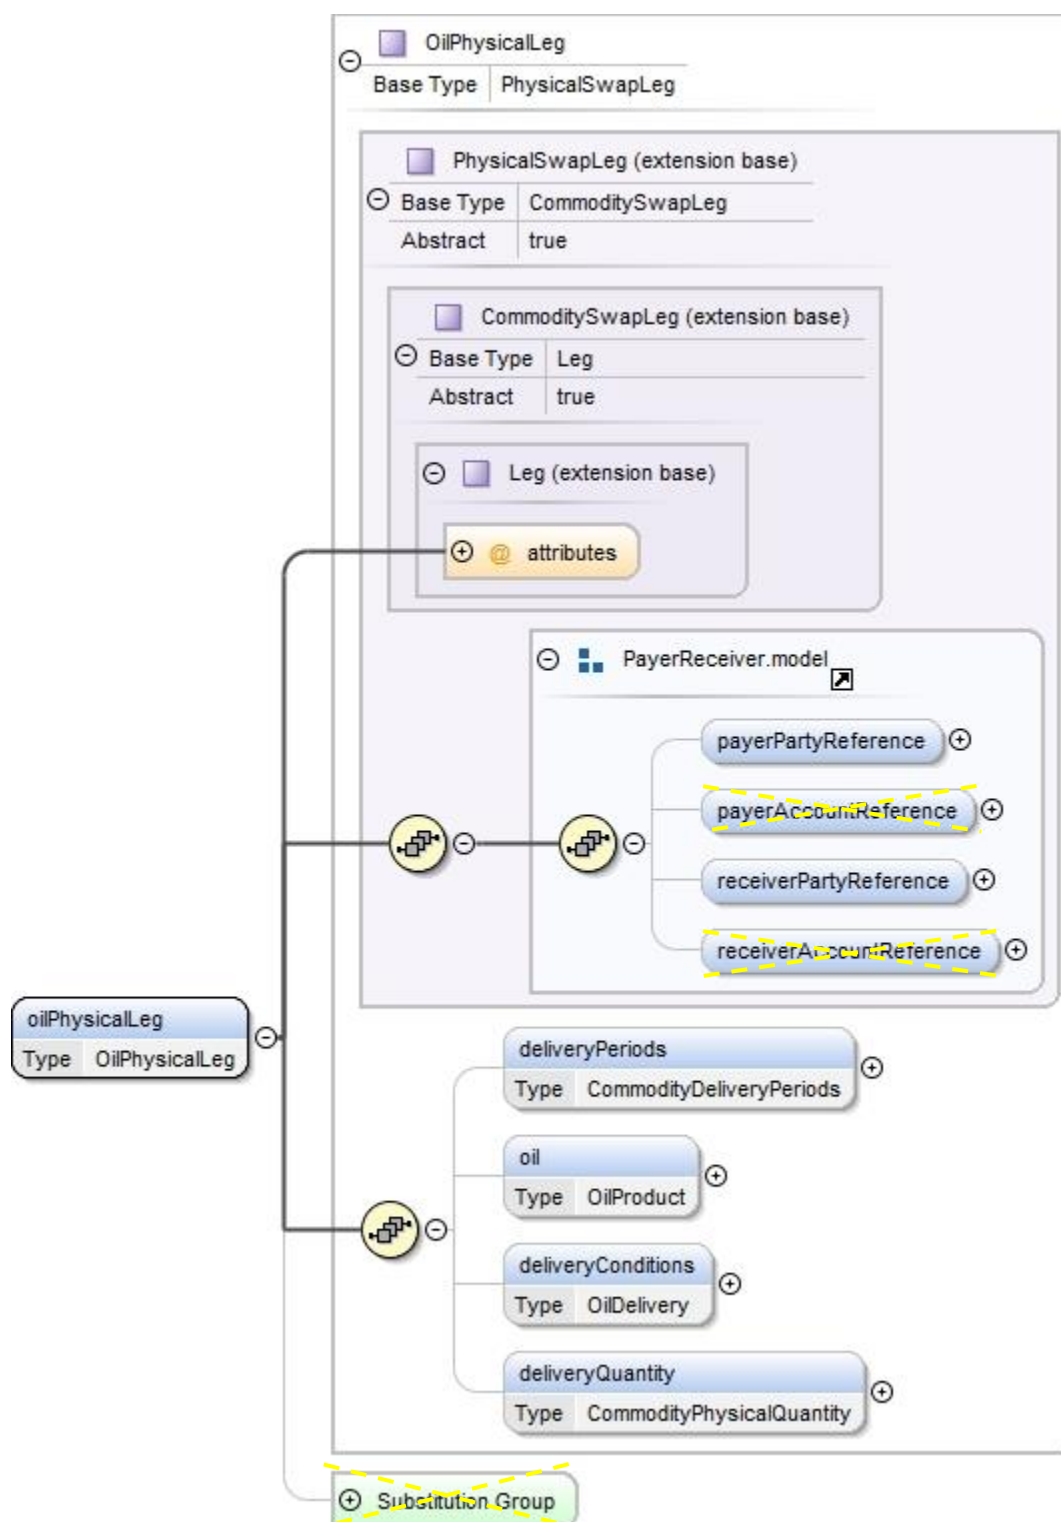 OilPhysicalLeg
Base Type PhysicalSwapLeg
PhysicalSwapLeg (extension base)
Base Type CommoditySwapLeg
Abstract true
CommoditySwapLeg (extension base)
Base Type Leg
Abstract true
Leg (extension base)
@ attributes
PayerReceiver.model
payerPartyReference
payerAccountReference
receiverPartyReference
receiverAccountReference
oilPhysicalLeg
Type OilPhysicalLeg
deliveryPeriods
Type CommodityDeliveryPeriods
oil
Type OilProduct
deliveryConditions
Type OilDelivery
deliveryQuantity
Type CommodityPhysicalQuantity
Substitution Group